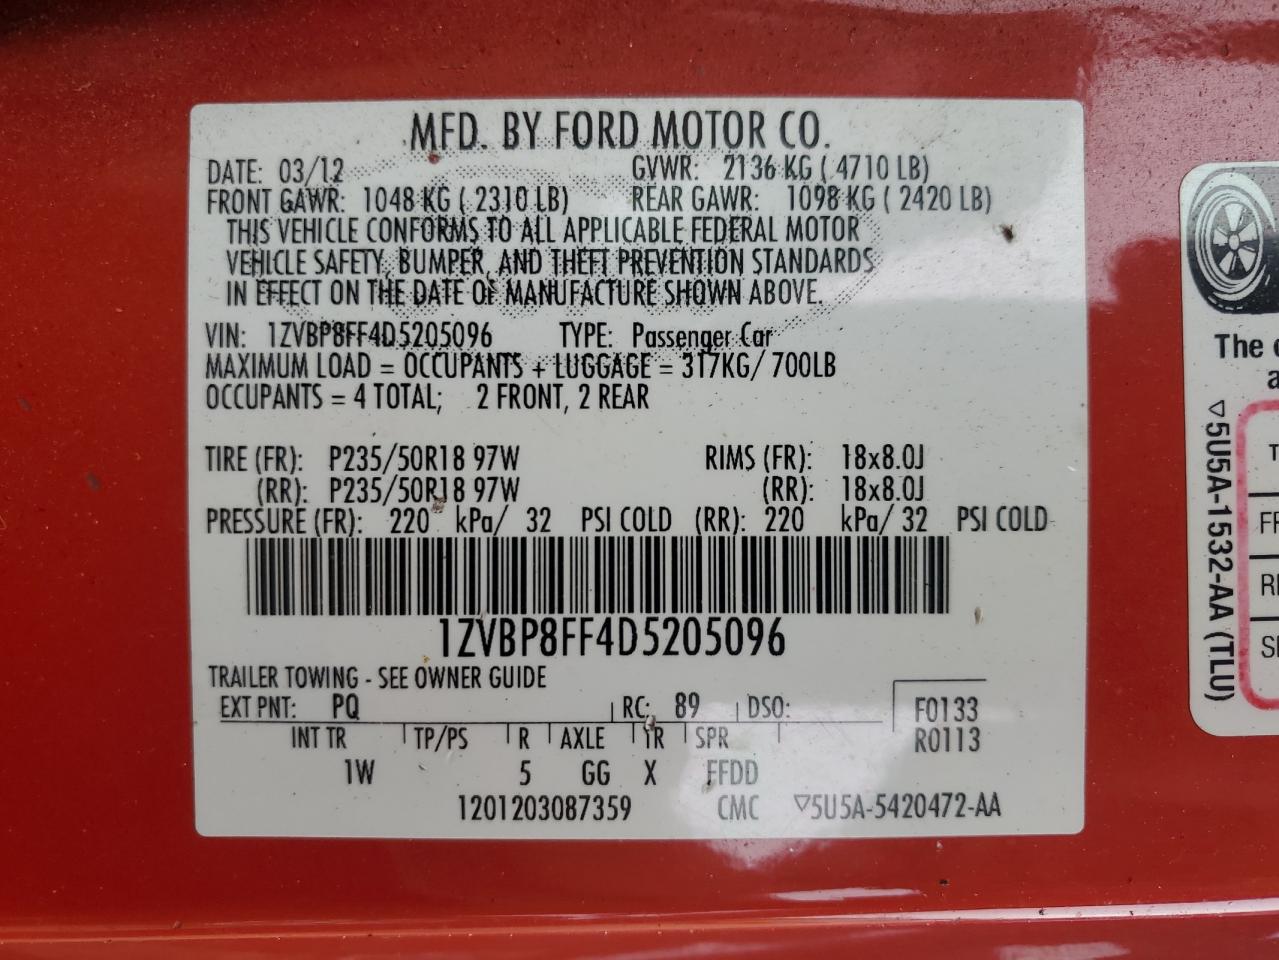 MFD. BY FORD MOTOR CO.
DATE: 03/12 GVWR: 2136 KG ( 4710 LB)
FRONT GAWR: 1048 KG ( 2310 LB) REAR GAWR: 1098 KG ( 2420 LB)
THIS VEHICLE CONFORMS TO ALL APPLICABLE FEDERAL MOTOR
VEHICLE SAFETY, BUMPER, AND THEFT PREVENTION STANDARDS
IN EFFECT ON THE DATE OF MANUFACTURE SHOWN ABOVE.
VIN: 1ZVBP8FF4D5205096 TYPE: Passenger Car
MAXIMUM LOAD = OCCUPANTS + LUGGAGE = 317KG/ 700LB
OCCUPANTS = 4 TOTAL; 2 FRONT, 2 REAR
TIRE (FR): P235/50R18 97W RIMS (FR): 18x8.0J
(RR): P235/50R18 97W (RR): 18x8.0J
PRESSURE (FR): 220 kPa/ 32 PSI COLD (RR): 220 kPa/ 32 PSI COLD
1ZVBP8FF4D5205096
TRAILER TOWING - SEE OWNER GUIDE
EXT PNT: PQ RC: 89 DSO: F0133
INT TR TP/PS R AXLE TR SPR R0113
1W 5 GG X FFDD
1201203087359 CMC ▽5U5A-5420472-AA
The
▽5U5A-1532-AA (TLU)